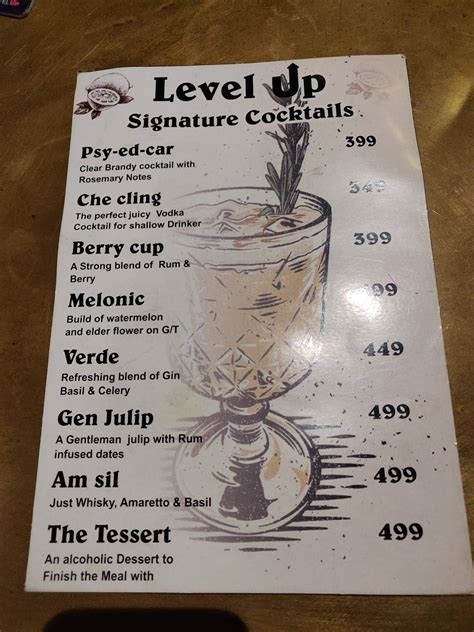 Level Up
Signature Cocktails
Psy-ed-car 399
Clear Brandy cocktail with
Rosemary Notes
Che cling 349
The perfect juicy Vodka
Cocktail for shallow Drinker
Berry cup 399
A Strong blend of Rum &
Berry
Melonic
Build of watermelon
and elder flower on G/T
Verde 449
Refreshing blend of Gin
Basil & Celery
Gen Julip 499
A Gentleman julip with Rum
infused dates
Am sil 499
Just Whisky, Amaretto & Basil
The Tessert 499
An alcoholic Dessert to
Finish the Meal with